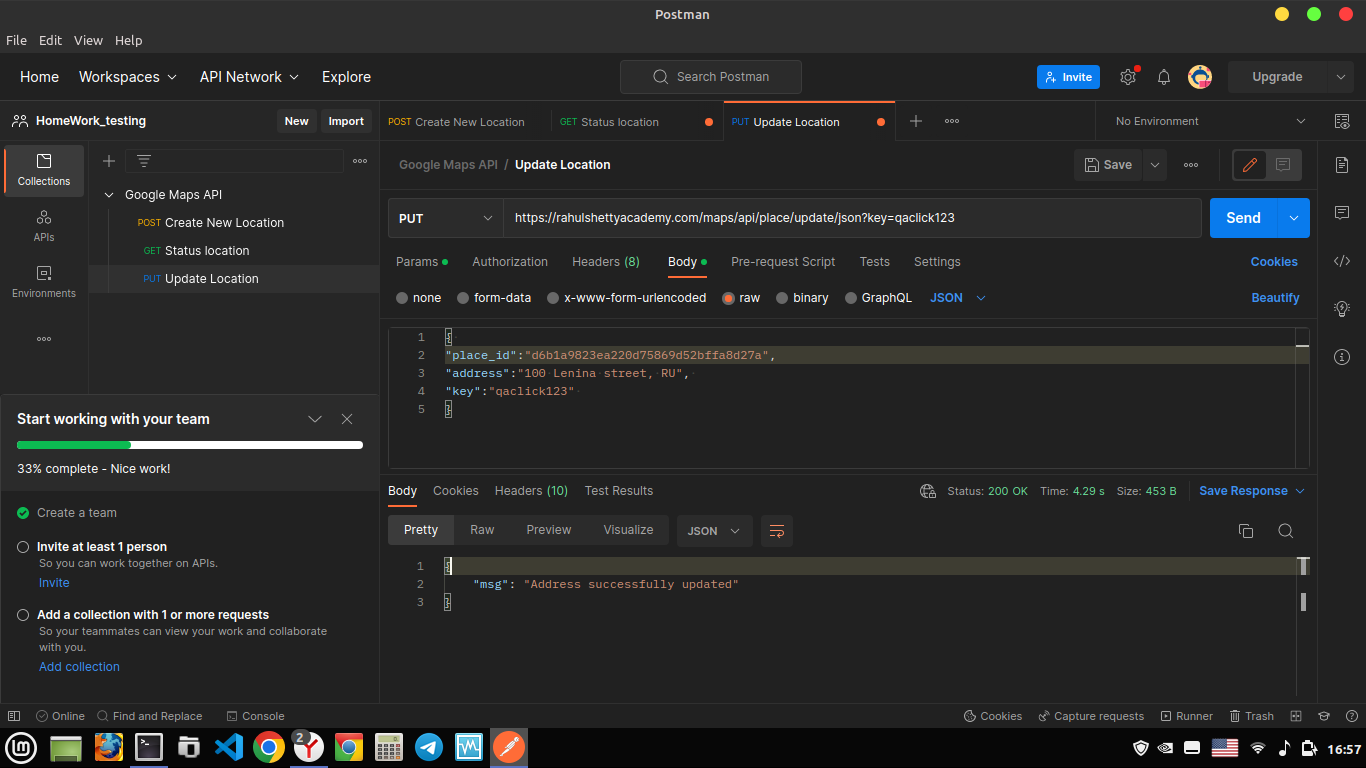 Postman
File Edit View Help
Home Workspaces API Network Explore Search Postman Invite Upgrade
HomeWork_testing New Import POST Create New Location GET Status location PUT Update Location No Environment
Google Maps API / Update Location Save
Collections
APIs
Environments
Google Maps API
POST Create New Location
GET Status location
PUT Update Location
PUT https://rahulshettyacademy.com/maps/api/place/update/json?key=qaclick123 Send
Params Authorization Headers (8) Body Pre-request Script Tests Settings Cookies
none form-data x-www-form-urlencoded raw binary GraphQL JSON Beautify
1 {
2 "place_id":"d6b1a9823ea220d75869d52bffa8d27a",
3 "address":"100 Lenina street, RU",
4 "key":"qaclick123"
5 }
Start working with your team
33% complete - Nice work!
Create a team
Invite at least 1 person
So you can work together on APIs.
Invite
Add a collection with 1 or more requests
So your teammates can view your work and collaborate
with you.
Add collection
Body Cookies Headers (10) Test Results Status: 200 OK Time: 4.29 s Size: 453 B Save Response
Pretty Raw Preview Visualize JSON
1 {
2 "msg": "Address successfully updated"
3 }
Online Find and Replace Console Cookies Capture requests Runner Trash
2
16:57